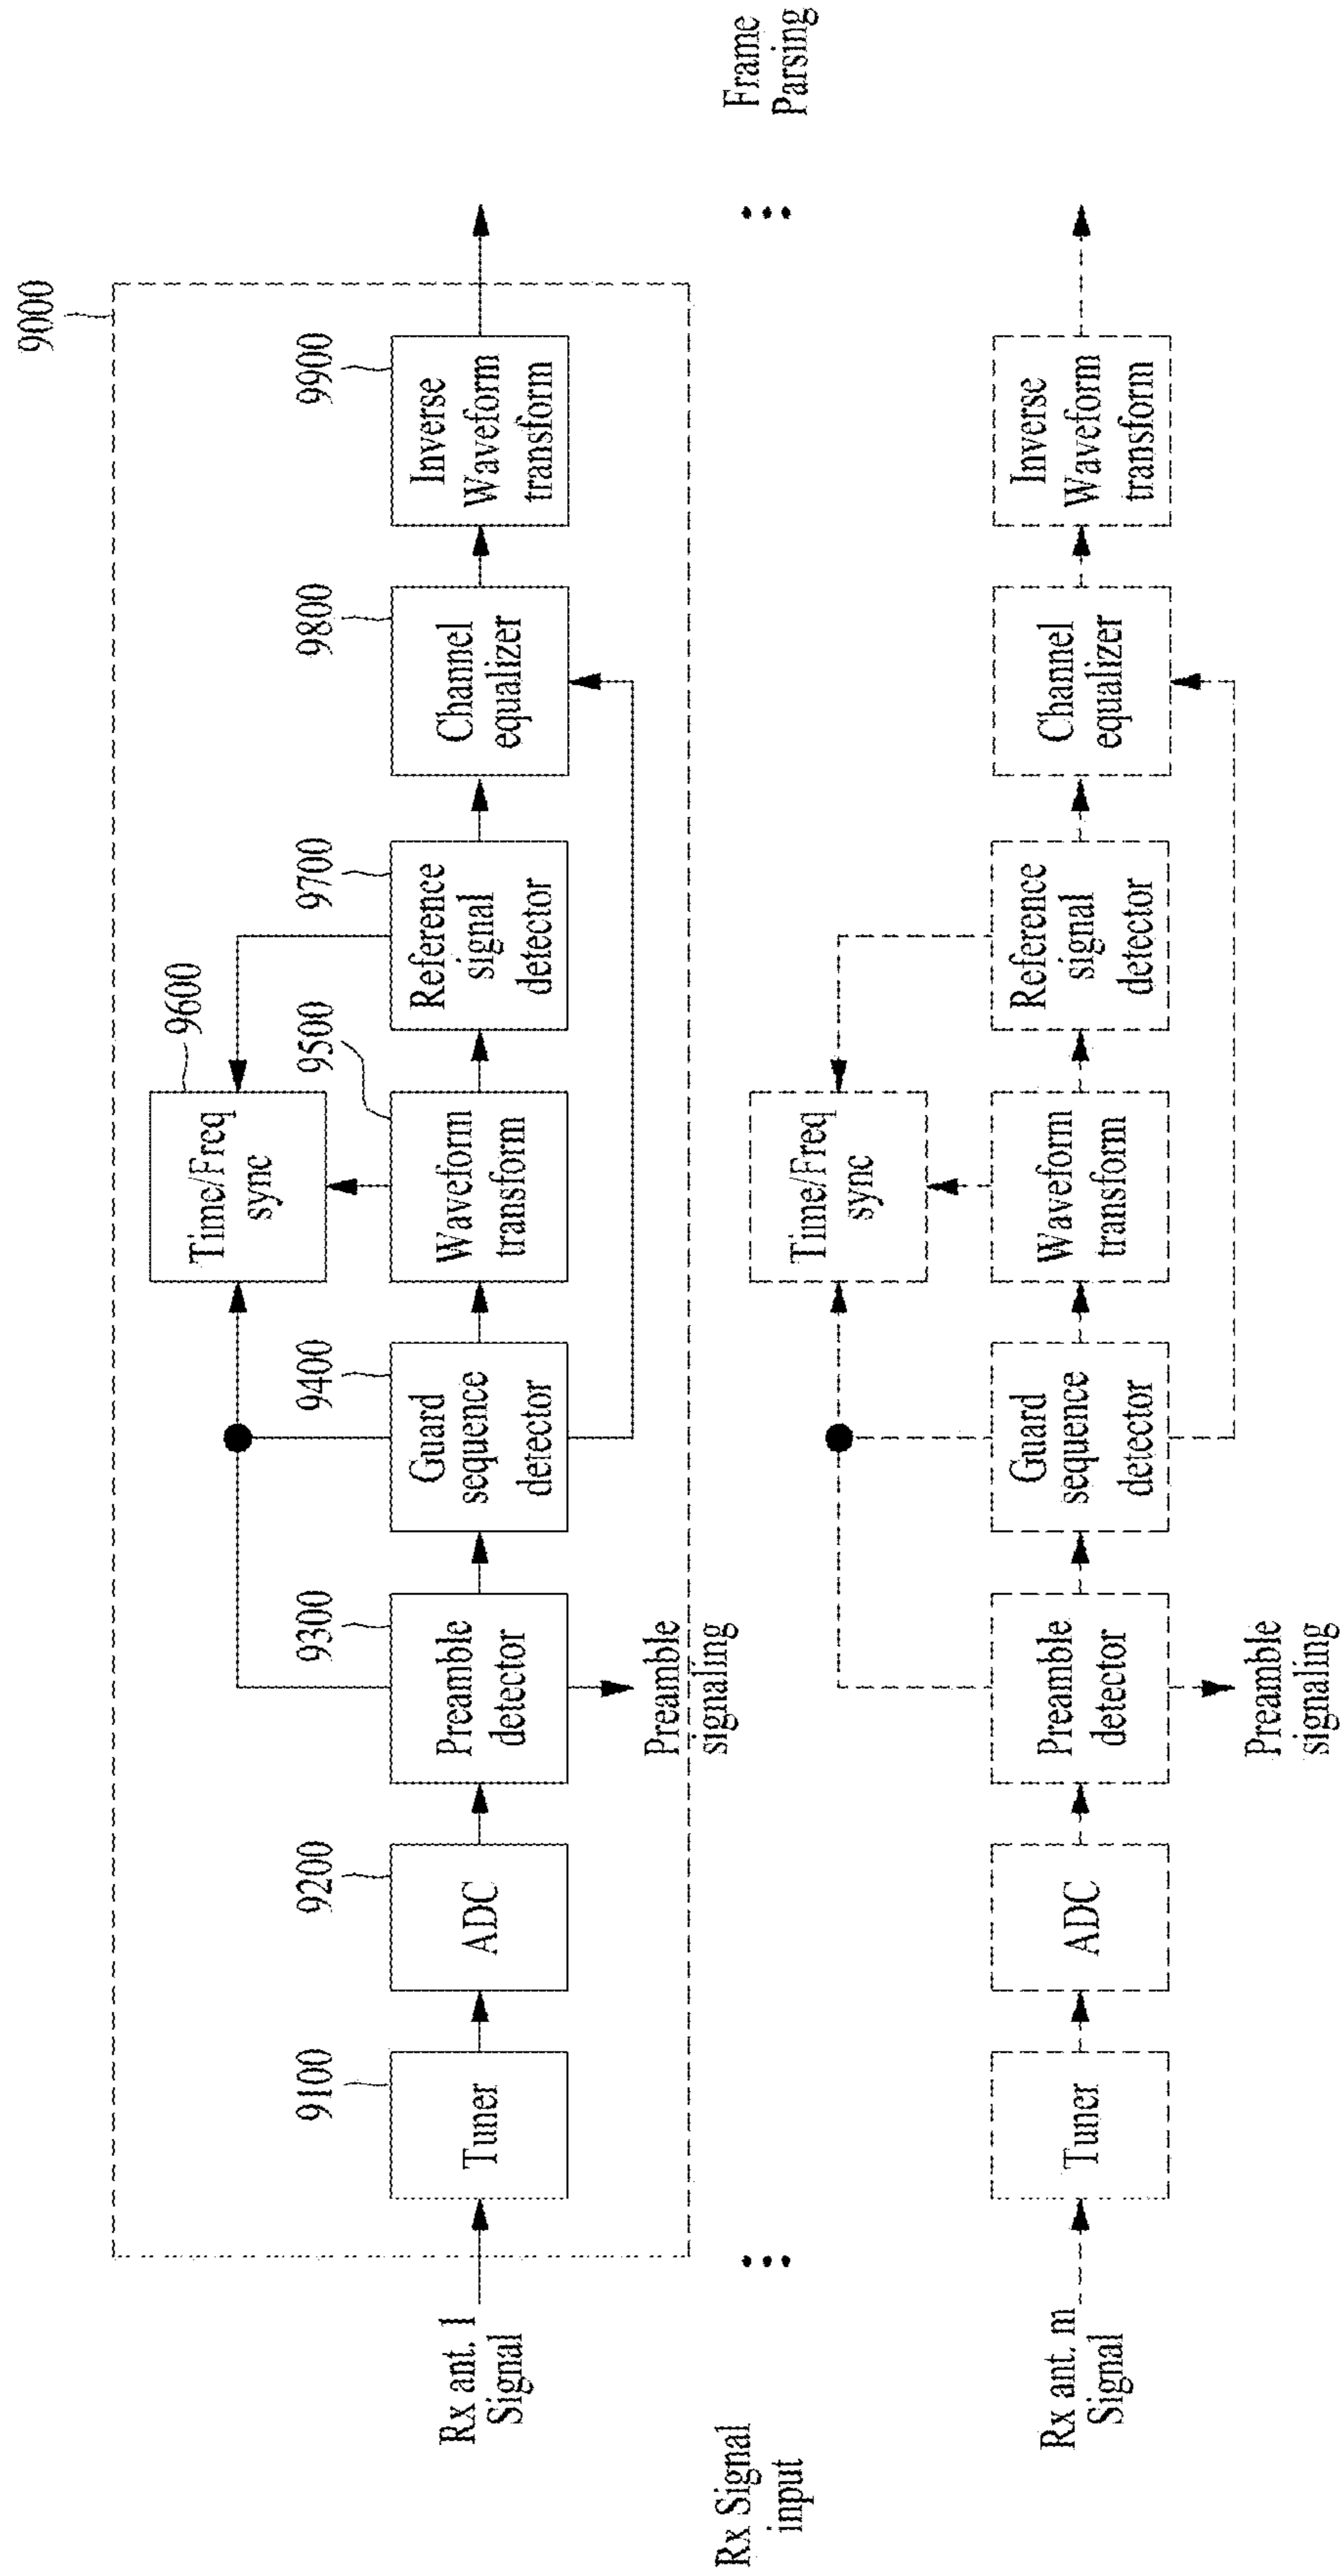 9000
9600
Time/Freq
sync
9100
9200
9300
9400
9500
9700
9800
9900
Rx ant. 1
Signal
Tuner
ADC
Preamble
detector
Guard
sequence
detector
Waveform
transform
Reference
signal
detector
Channel
equalizer
Inverse
Waveform
transform
Preamble
signaling
Rx Signal
input
Frame
Parsing
Time/Freq
sync
Rx ant. m
Signal
Tuner
ADC
Preamble
detector
Guard
sequence
detector
Waveform
transform
Reference
signal
detector
Channel
equalizer
Inverse
Waveform
transform
Preamble
signaling